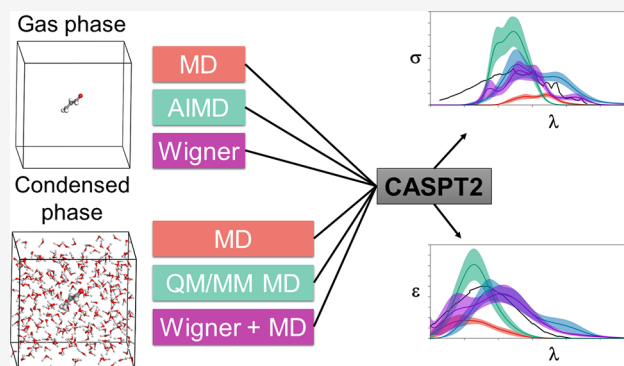 Gas phase
MD
AIMD
Wigner
Condensed
phase
MD
QM/MM MD
Wigner + MD
CASPT2
σ
λ
ε
λ